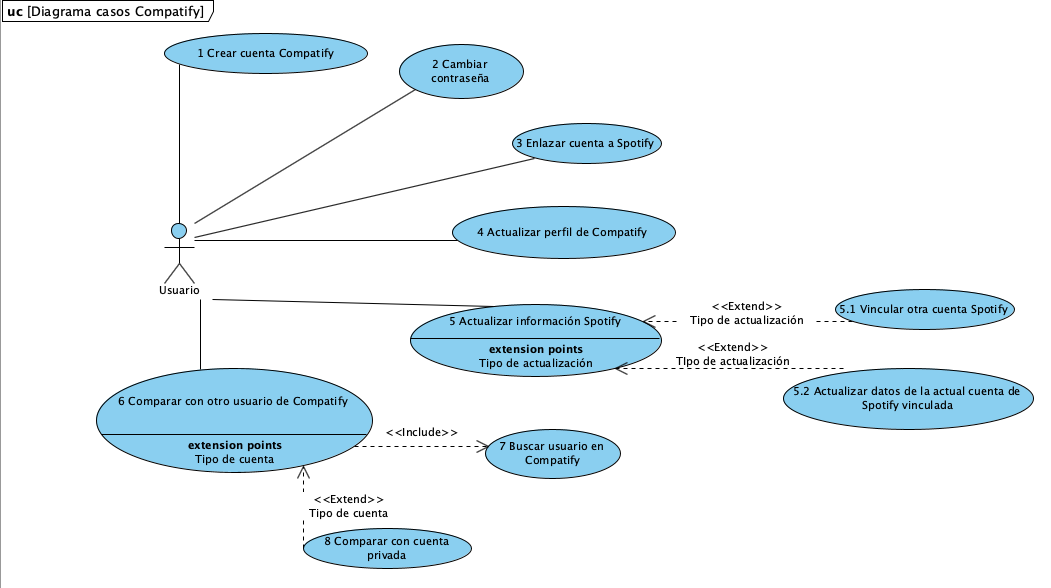 uc [Diagrama casos Compatify]
1 Crear cuenta Compatify
2 Cambiar
contraseña
3 Enlazar cuenta a Spotify
4 Actualizar perfil de Compatify
Usuario
5 Actualizar información Spotify
extension points
Tipo de actualización
<<Extend>>
Tipo de actualización
5.1 Vincular otra cuenta Spotify
<<Extend>>
TIpo de actualización
5.2 Actualizar datos de la actual cuenta de
Spotify vinculada
6 Comparar con otro usuario de Compatify
extension points
Tipo de cuenta
<<Include>>
7 Buscar usuario en
Compatify
<<Extend>>
Tipo de cuenta
8 Comparar con cuenta
privada